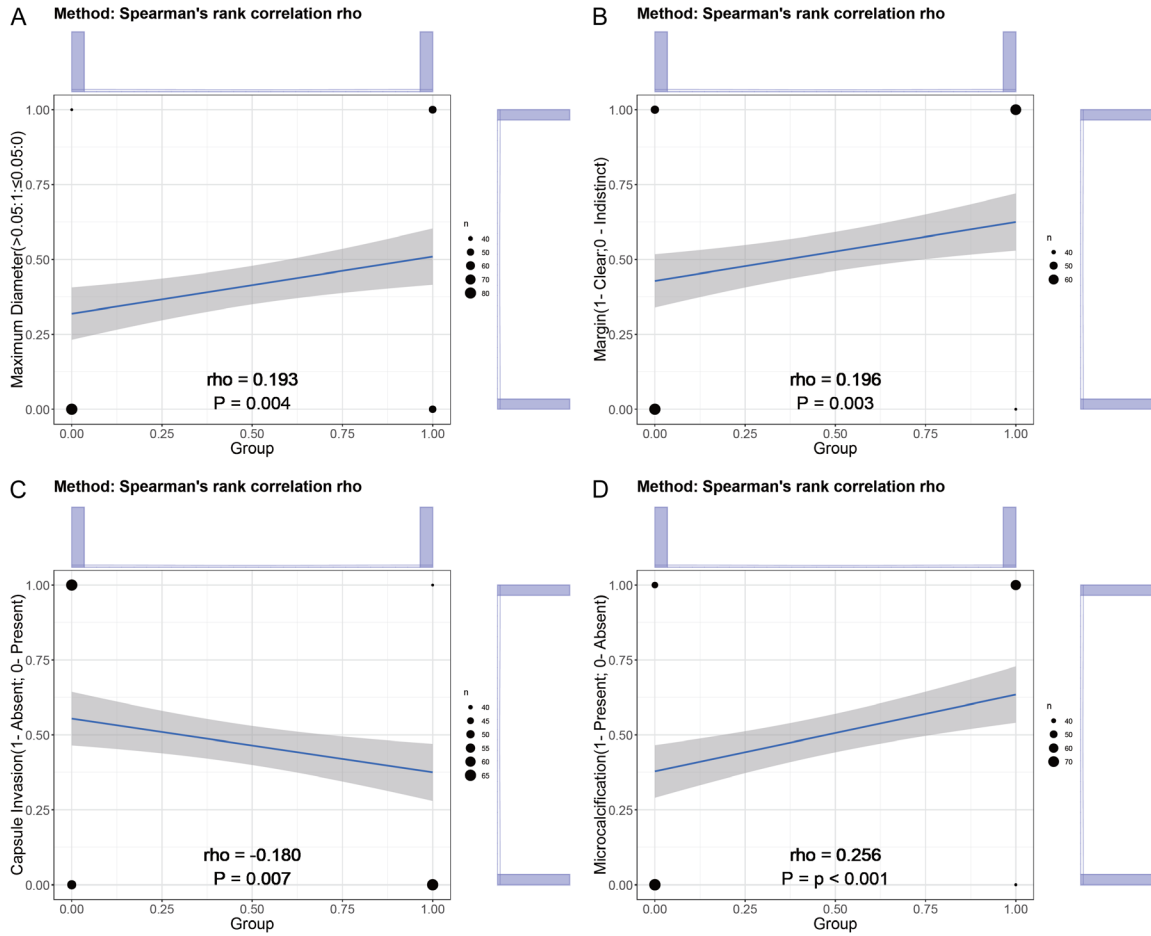 A
Method: Spearman's rank correlation rho
Maximum Diameter(>0.05:1:≤0.05:0)
1.00
0.75
0.50
0.25
0.00
rho = 0.193
P = 0.004
0.00 0.25 0.50 0.75 1.00
Group
n
40
50
60
70
80
B
Method: Spearman's rank correlation rho
Margin(1- Clear;0 - Indistinct)
1.00
0.75
0.50
0.25
0.00
rho = 0.196
P = 0.003
0.00 0.25 0.50 0.75 1.00
Group
n
40
50
60
C
Method: Spearman's rank correlation rho
Capsule Invasion(1- Absent; 0- Present)
1.00
0.75
0.50
0.25
0.00
rho = -0.180
P = 0.007
0.00 0.25 0.50 0.75 1.00
Group
n
40
45
50
55
60
65
D
Method: Spearman's rank correlation rho
Microcalcification(1- Present; 0- Absent)
1.00
0.75
0.50
0.25
0.00
rho = 0.256
P = p < 0.001
0.00 0.25 0.50 0.75 1.00
Group
n
40
50
60
70